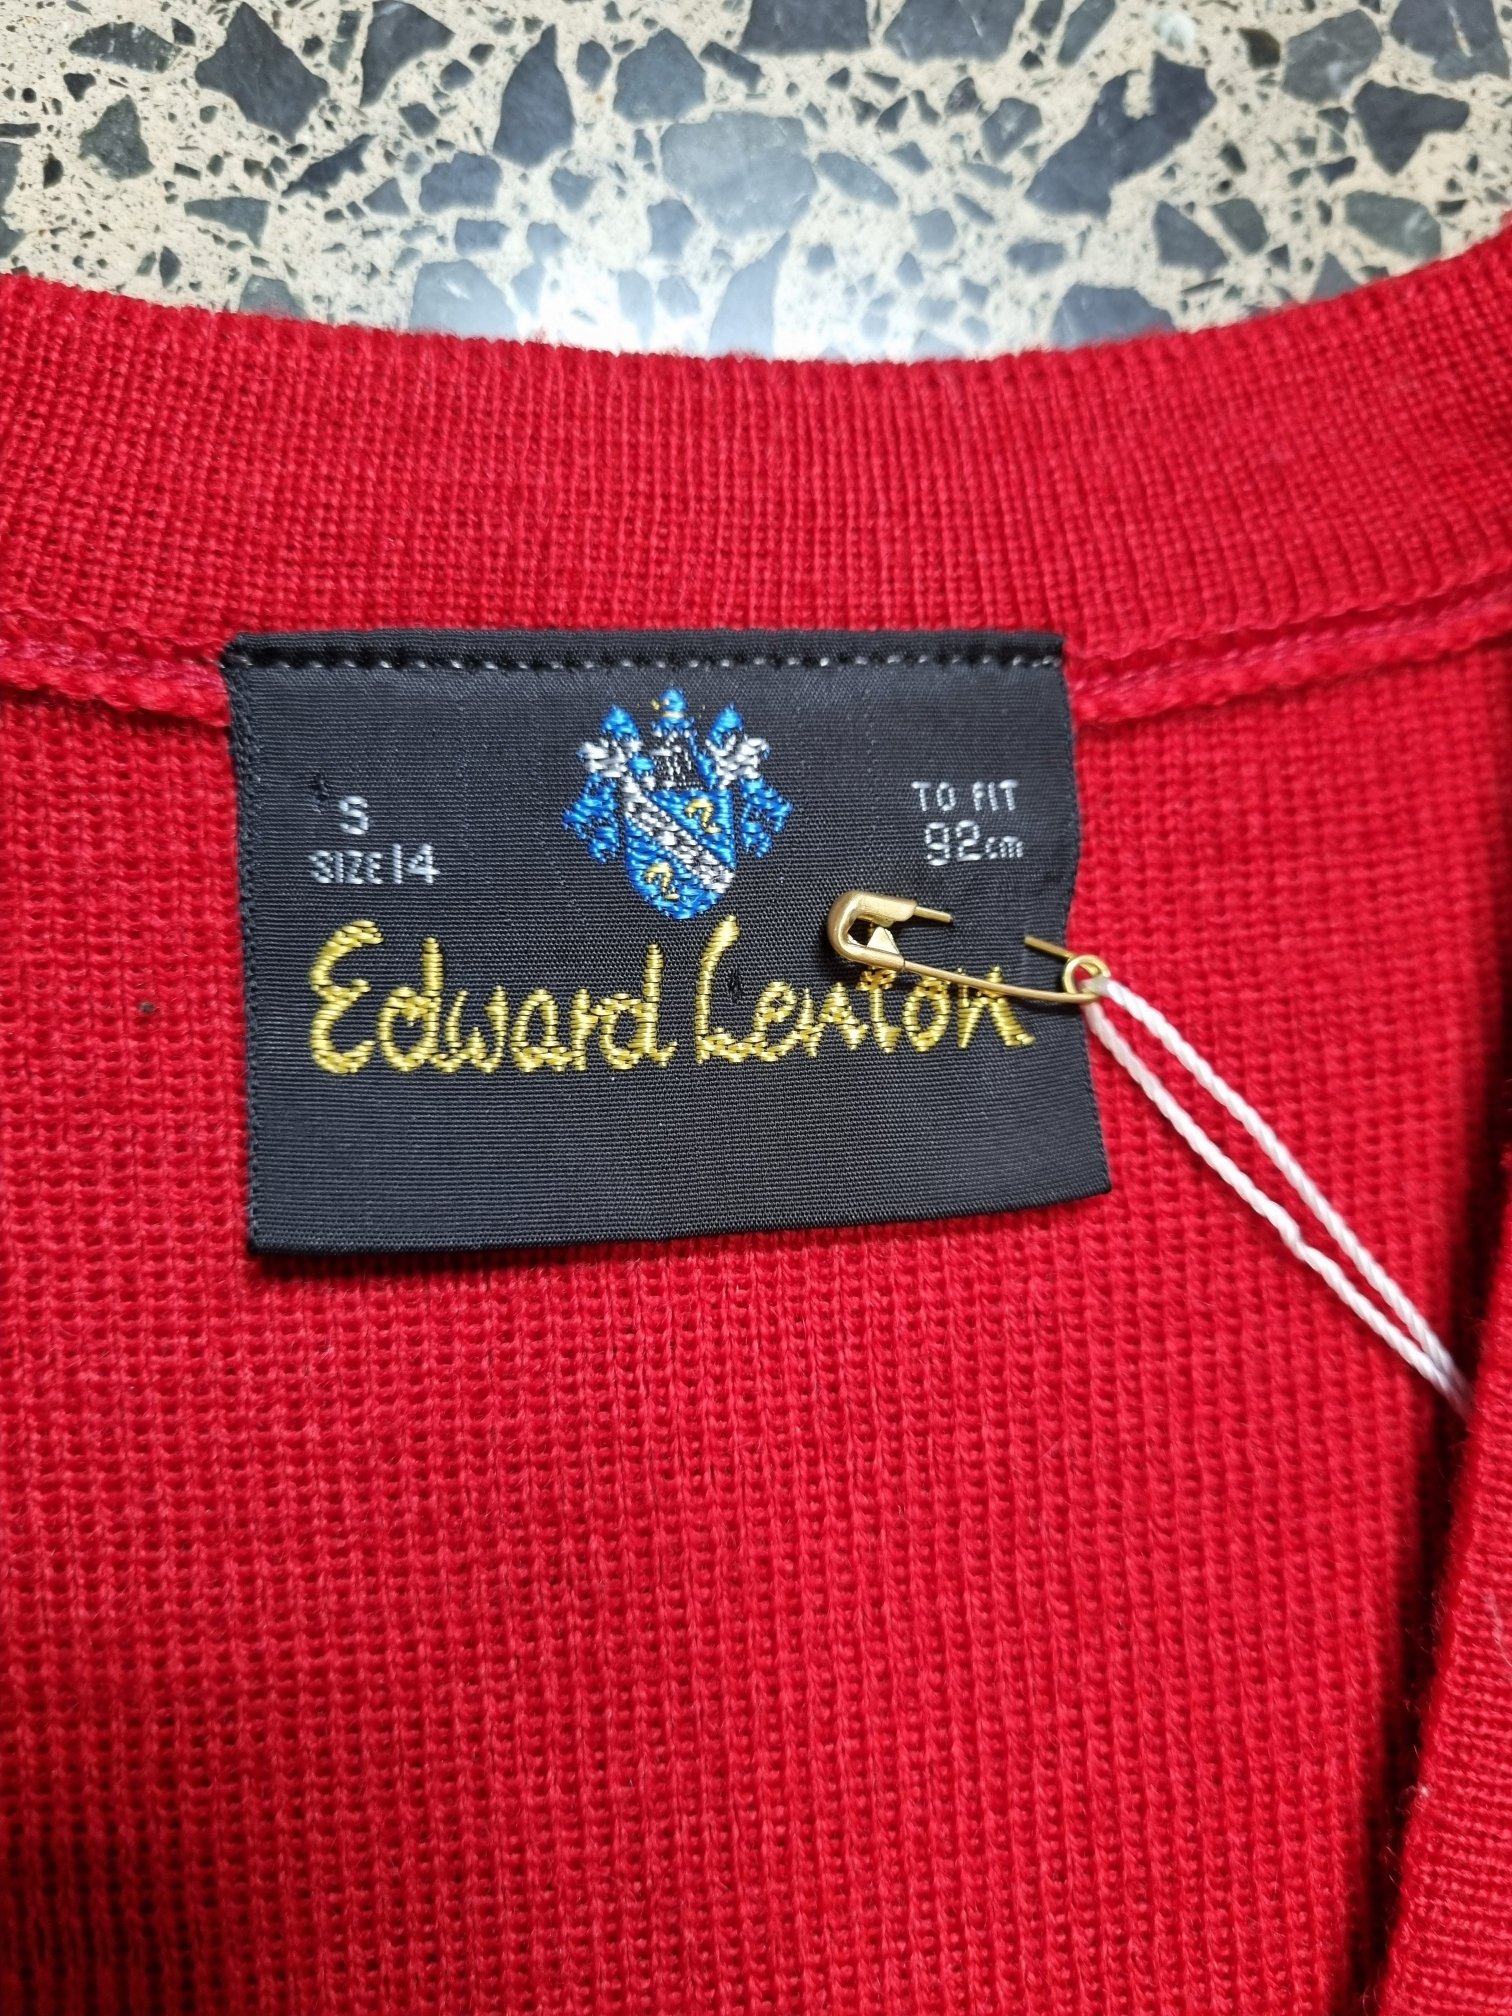 S
SIZE 14
TO FIT
92cm
Edward Lenton